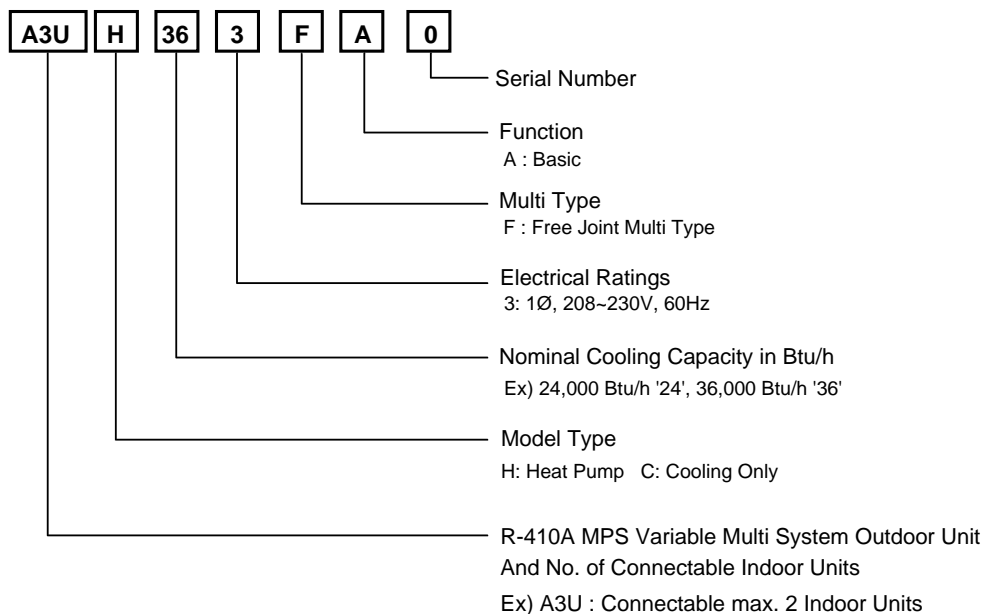 A3U H 36 3 F A 0
Serial Number
Function
A : Basic
Multi Type
F : Free Joint Multi Type
Electrical Ratings
3: 1Ø, 208~230V, 60Hz
Nominal Cooling Capacity in Btu/h
Ex) 24,000 Btu/h '24', 36,000 Btu/h '36'
Model Type
H: Heat Pump C: Cooling Only
R-410A MPS Variable Multi System Outdoor Unit
And No. of Connectable Indoor Units
Ex) A3U : Connectable max. 2 Indoor Units